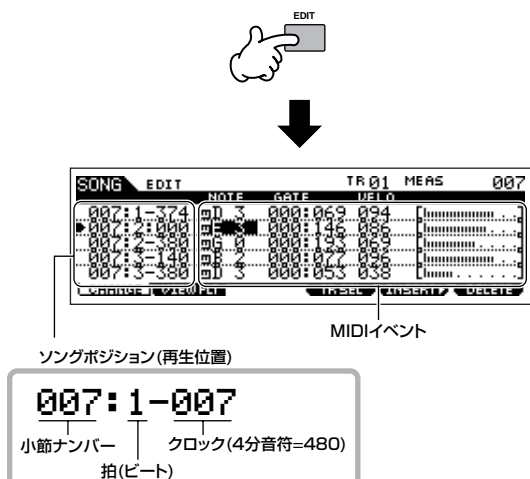 EDIT
SONG EDIT TR01 MEAS 007
NOTE GATE VELO
007:1-374 D 3 000:069 094
007:2:000 E 3 000:146 086
007:2-380 G 0 000:193 069
007:3-140 B 2 000:077 096
007:3-380 D 3 000:053 038
CHANGE VIEW FLT TR SEL INSERT DELETE
MIDIイベント
ソングポジション(再生位置)
007:1-007
小節ナンバー クロック(4分音符=480)
拍(ビート)